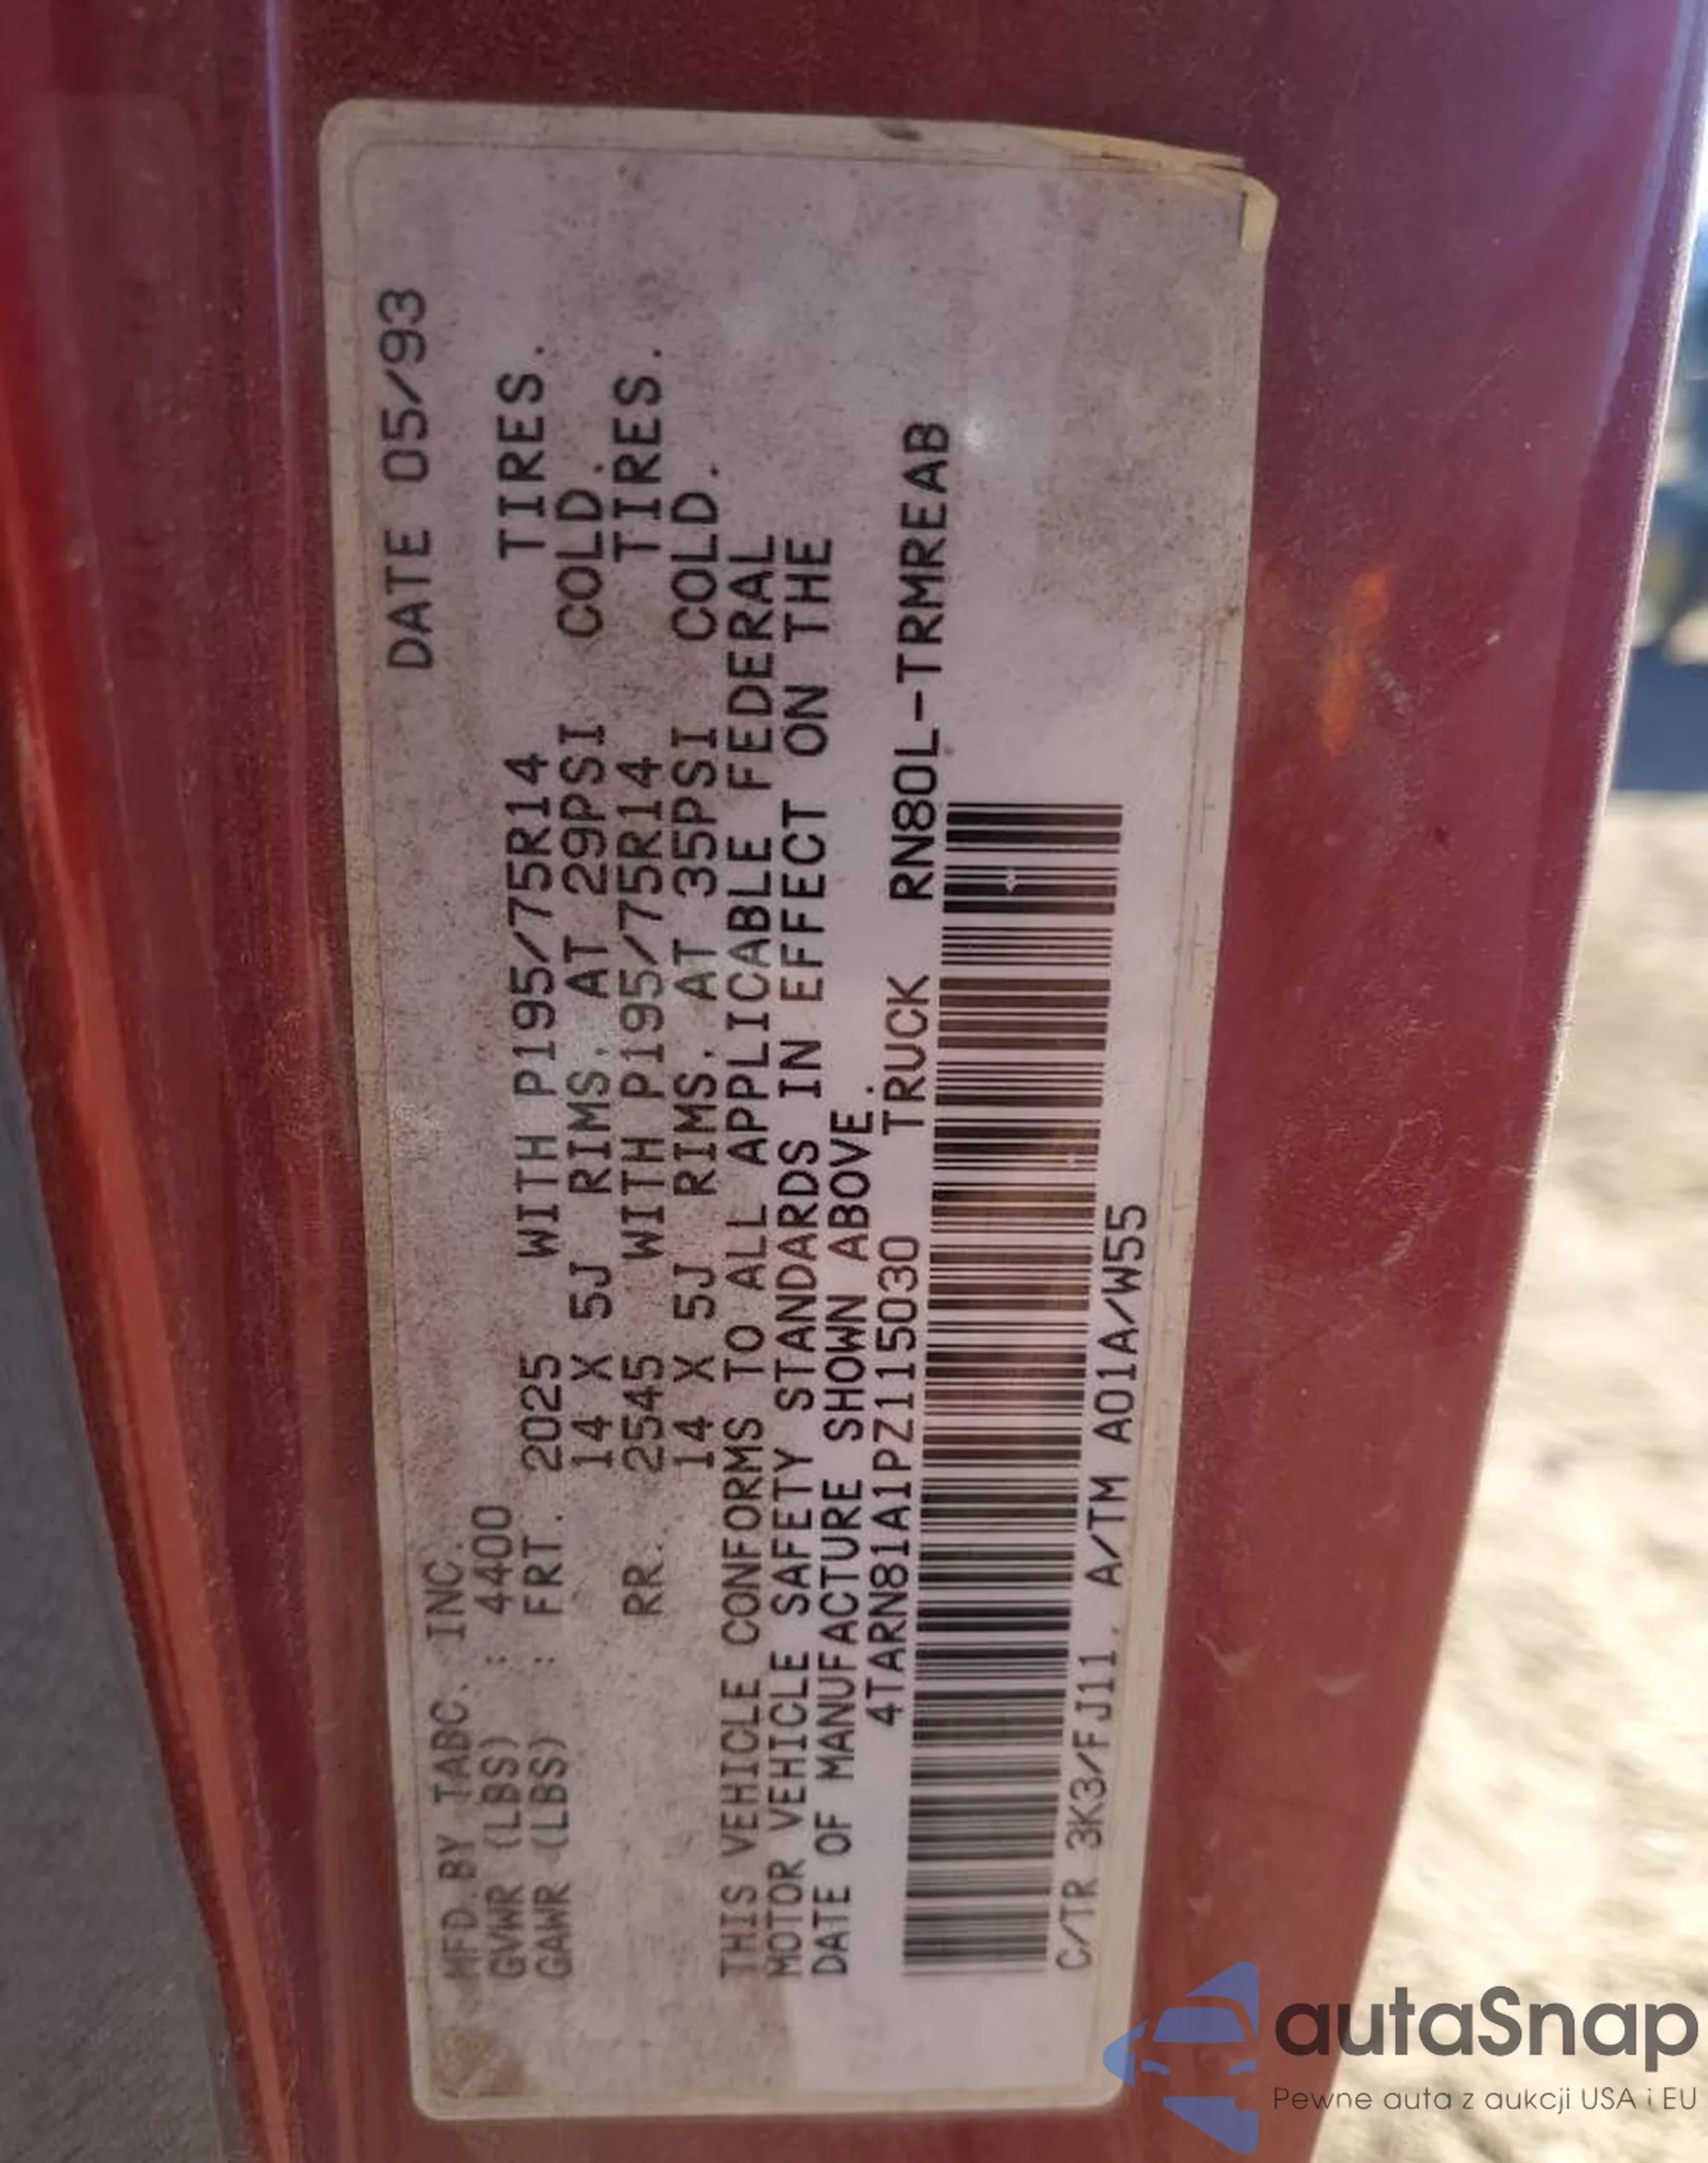 MFD.BY TABC. INC. DATE 05/93
GVWR (LBS) : 4400
GAWR (LBS) : FRT. 2025 WITH P195/75R14 TIRES.
14 X 5J RIMS. AT 29PSI COLD.
RR. 2545 WITH P195/75R14 TIRES.
14 X 5J RIMS. AT 35PSI COLD.
THIS VEHICLE CONFORMS TO ALL APPLICABLE FEDERAL
MOTOR VEHICLE SAFETY STANDARDS IN EFFECT ON THE
DATE OF MANUFACTURE SHOWN ABOVE.
4TARN81A1PZ115030 TRUCK RN80L-TRMREAB
C/TR 3K3/FJ11. A/TM A01A/W55
autaSnap
Pewne auta z aukcji USA i EU